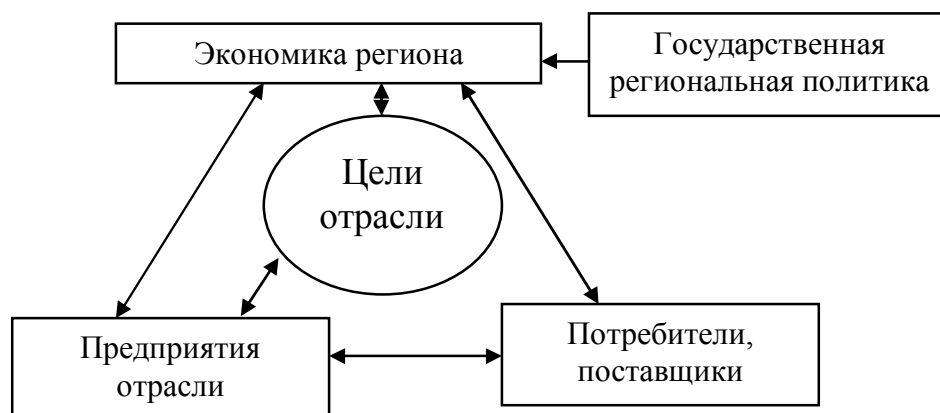 Экономика региона
Государственная
региональная политика
Цели
отрасли
Предприятия
отрасли
Потребители,
поставщики